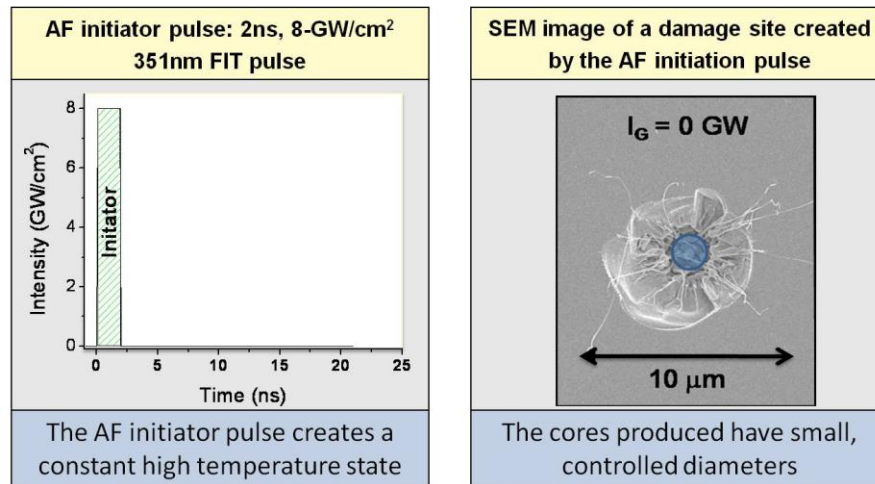 AF initiator pulse: 2ns, 8-GW/cm²
351nm FIT pulse
8
6
4
2
0
Intensity (GW/cm²)
Initator
0 5 10 15 20 25
Time (ns)
The AF initiator pulse creates a
constant high temperature state
SEM image of a damage site created
by the AF initiation pulse
I_G = 0 GW
10 μm
The cores produced have small,
controlled diameters